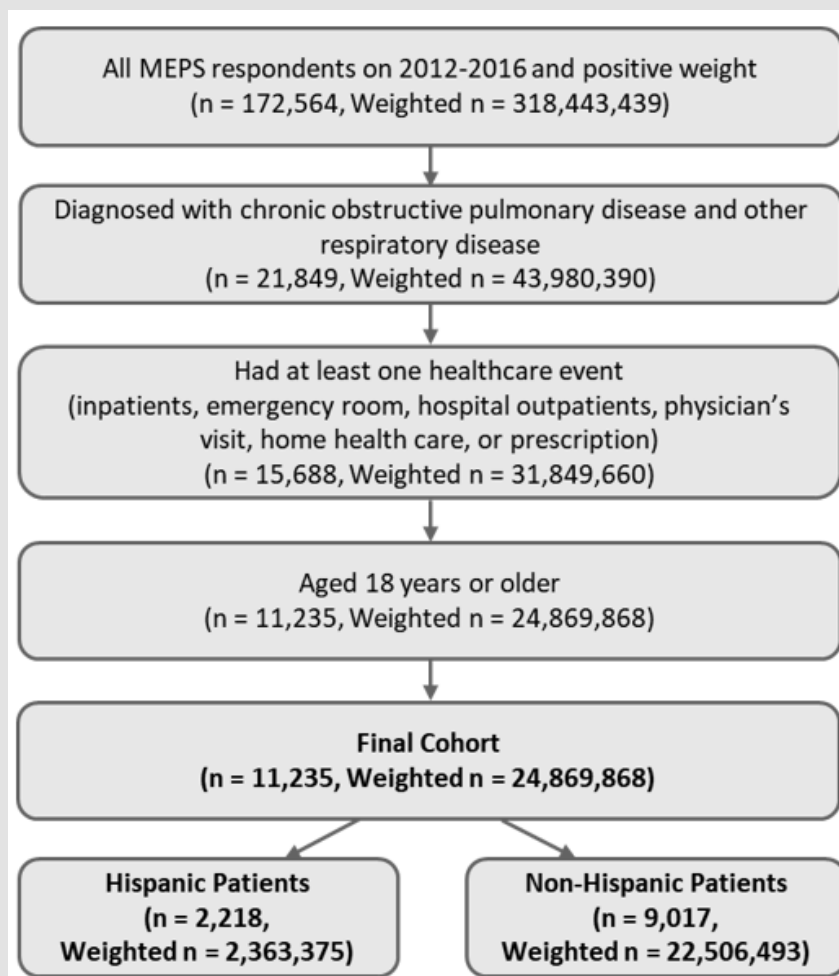 All MEPS respondents on 2012-2016 and positive weight
(n = 172,564, Weighted n = 318,443,439)
Diagnosed with chronic obstructive pulmonary disease and other
respiratory disease
(n = 21,849, Weighted n = 43,980,390)
Had at least one healthcare event
(inpatients, emergency room, hospital outpatients, physician's
visit, home health care, or prescription)
(n = 15,688, Weighted n = 31,849,660)
Aged 18 years or older
(n = 11,235, Weighted n = 24,869,868)
Final Cohort
(n = 11,235, Weighted n = 24,869,868)
Hispanic Patients
(n = 2,218,
Weighted n = 2,363,375)
Non-Hispanic Patients
(n = 9,017,
Weighted n = 22,506,493)